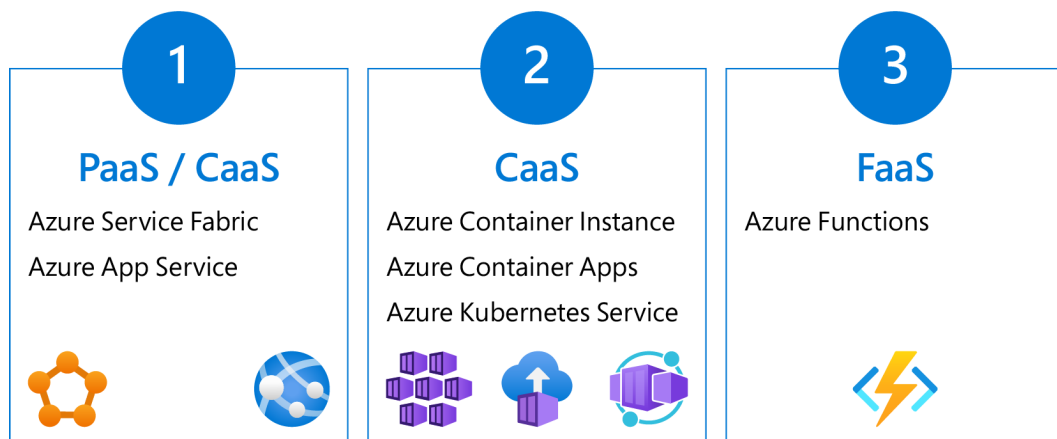 1
PaaS / CaaS
Azure Service Fabric
Azure App Service
2
CaaS
Azure Container Instance
Azure Container Apps
Azure Kubernetes Service
3
FaaS
Azure Functions